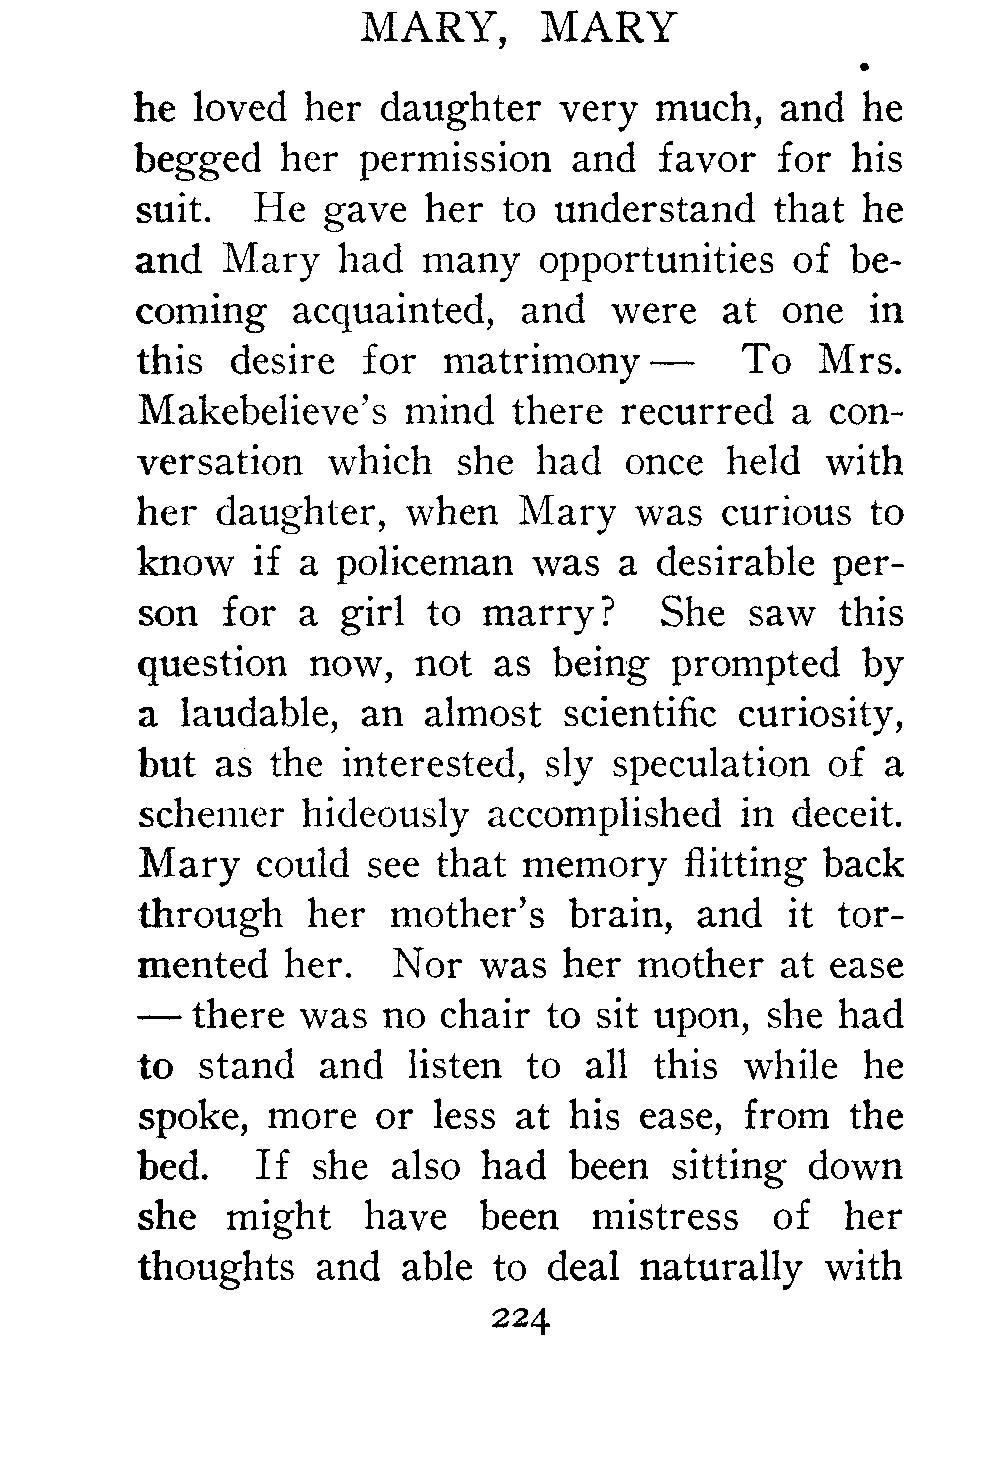 MARY, MARY
he loved her daughter very much, and he
begged her permission and favor for his
suit. He gave her to understand that he
and Mary had many opportunities of be-
coming acquainted, and were at one in
this desire for matrimony— To Mrs.
Makebelieve's mind there recurred a con-
versation which she had once held with
her daughter, when Mary was curious to
know if a policeman was a desirable per-
son for a girl to marry? She saw this
question now, not as being prompted by
a laudable, an almost scientific curiosity,
but as the interested, sly speculation of a
schemer hideously accomplished in deceit.
Mary could see that memory flitting back
through her mother's brain, and it tor-
mented her. Nor was her mother at ease
—there was no chair to sit upon, she had
to stand and listen to all this while he
spoke, more or less at his ease, from the
bed. If she also had been sitting down
she might have been mistress of her
thoughts and able to deal naturally with
224